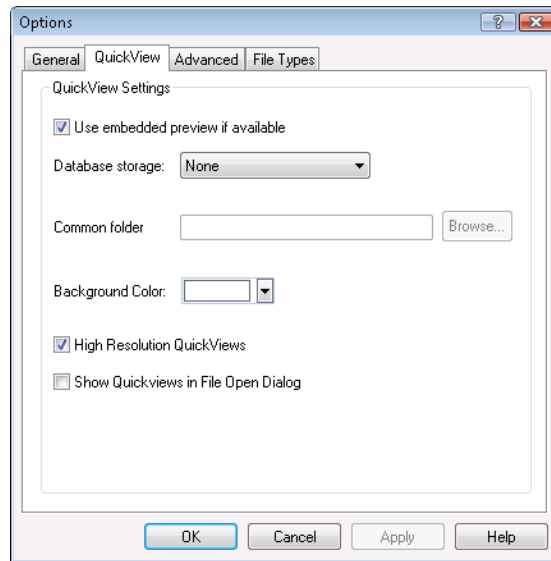 Options
General QuickView Advanced File Types
QuickView Settings
Use embedded preview if available
Database storage: None
Common folder Browse...
Background Color:
High Resolution QuickViews
Show Quickviews in File Open Dialog
OK Cancel Apply Help